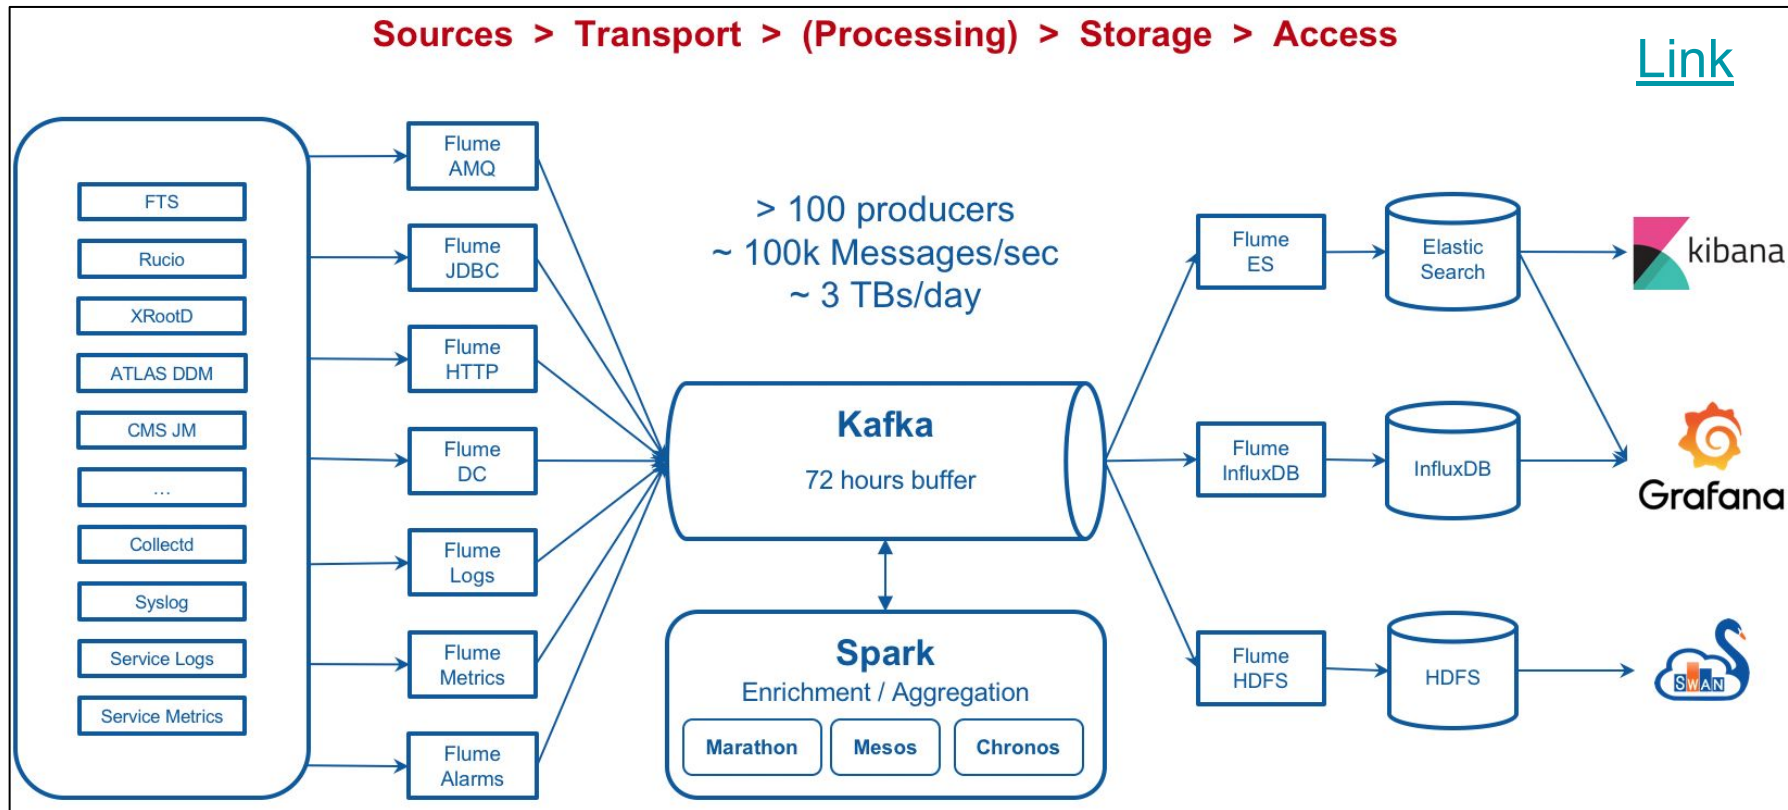 Sources > Transport > (Processing) > Storage > Access
Link
FTS
Rucio
XRootD
ATLAS DDM
CMS JM
...
Collectd
Syslog
Service Logs
Service Metrics
Flume
AMQ
Flume
JDBC
Flume
HTTP
Flume
DC
Flume
Logs
Flume
Metrics
Flume
Alarms
> 100 producers
~ 100k Messages/sec
~ 3 TBs/day
Kafka
72 hours buffer
Spark
Enrichment / Aggregation
Marathon
Mesos
Chronos
Flume
ES
Flume
InfluxDB
Flume
HDFS
Elastic
Search
InfluxDB
HDFS
kibana
Grafana
SWAN